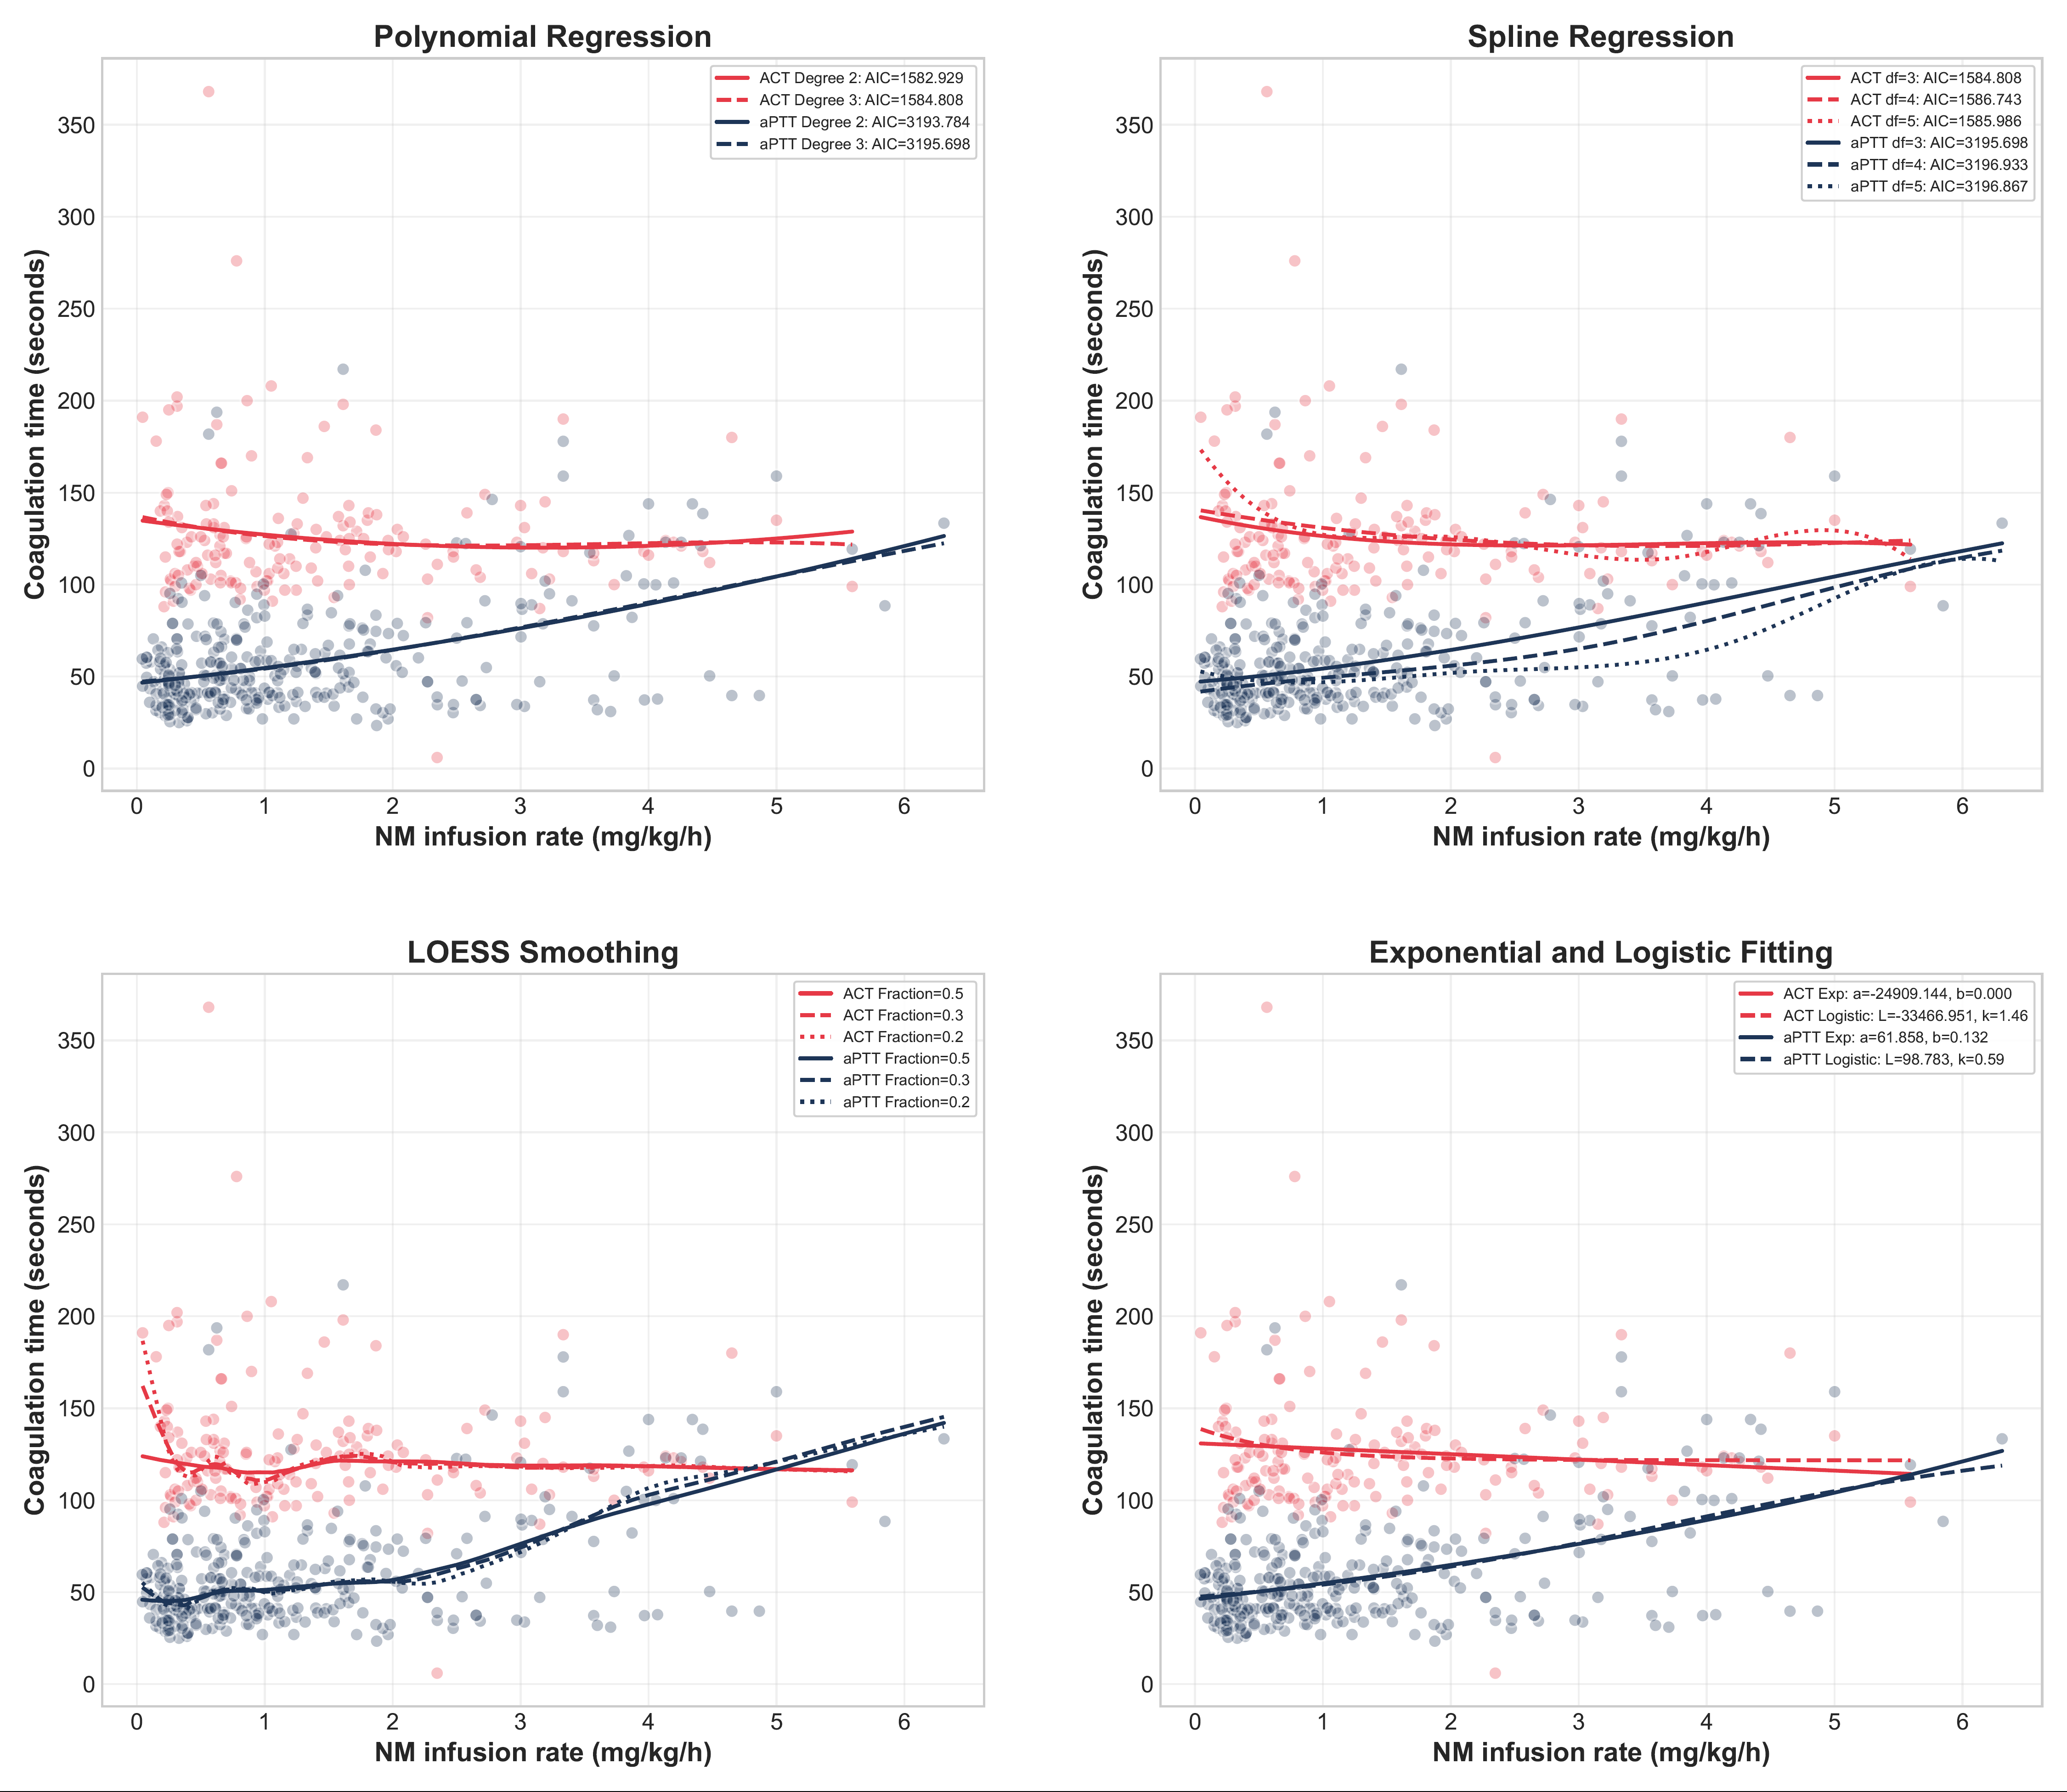 Polynomial Regression
ACT Degree 2: AIC=1582.929
ACT Degree 3: AIC=1584.808
aPTT Degree 2: AIC=3193.784
aPTT Degree 3: AIC=3195.698
Coagulation time (seconds)
350
300
250
200
150
100
50
0
0 1 2 3 4 5 6
NM infusion rate (mg/kg/h)
Spline Regression
ACT df=3: AIC=1584.808
ACT df=4: AIC=1586.743
ACT df=5: AIC=1585.986
aPTT df=3: AIC=3195.698
aPTT df=4: AIC=3196.933
aPTT df=5: AIC=3196.867
Coagulation time (seconds)
350
300
250
200
150
100
50
0
0 1 2 3 4 5 6
NM infusion rate (mg/kg/h)
LOESS Smoothing
ACT Fraction=0.5
ACT Fraction=0.3
ACT Fraction=0.2
aPTT Fraction=0.5
aPTT Fraction=0.3
aPTT Fraction=0.2
Coagulation time (seconds)
350
300
250
200
150
100
50
0
0 1 2 3 4 5 6
NM infusion rate (mg/kg/h)
Exponential and Logistic Fitting
ACT Exp: a=-24909.144, b=0.000
ACT Logistic: L=-33466.951, k=1.46
aPTT Exp: a=61.858, b=0.132
aPTT Logistic: L=98.783, k=0.59
Coagulation time (seconds)
350
300
250
200
150
100
50
0
0 1 2 3 4 5 6
NM infusion rate (mg/kg/h)